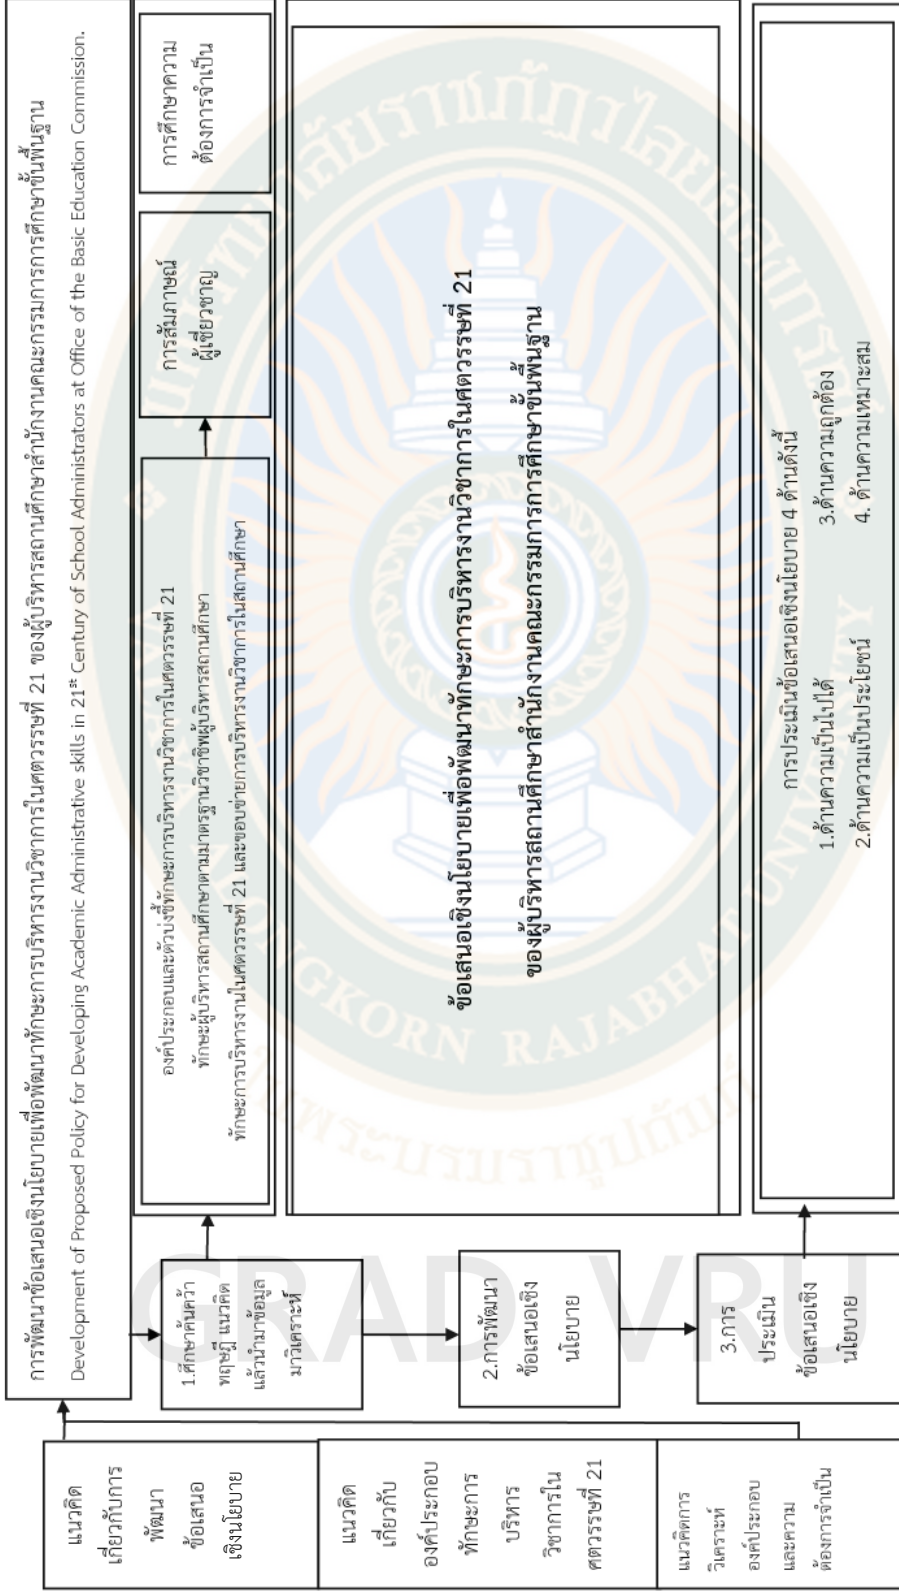 การพัฒนาข้อเสนอเชิงนโยบายเพื่อพัฒนาทักษะการบริหารงานวิชาการในศตวรรษที่ 21 ของผู้บริหารสถานศึกษาสำนักงานคณะกรรมการการศึกษาขั้นพื้นฐาน
Development of Proposed Policy for Developing Academic Administrative skills in 21st Century of School Administrators at Office of the Basic Education Commission.
แนวคิด
เกี่ยวกับการ
พัฒนา
ข้อเสนอ
เชิงนโยบาย
แนวคิด
เกี่ยวกับ
องค์ประกอบ
ทักษะการ
บริหาร
วิชาการใน
ศตวรรษที่ 21
แนวคิดการ
วิเคราะห์
องค์ประกอบ
และความ
ต้องการจำเป็น
1.ศึกษาค้นคว้า
ทฤษฎี แนวคิด
แล้วนำมาข้อมูล
มาวิเคราะห์
องค์ประกอบและตัวบ่งชี้ทักษะการบริหารงานวิชาการในศตวรรษที่ 21
ทักษะผู้บริหารสถานศึกษาตามมาตรฐานวิชาชีพผู้บริหารสถานศึกษา
ทักษะการบริหารงานในศตวรรษที่ 21 และขอบข่ายการบริหารงานวิชาการในสถานศึกษา
การสัมภาษณ์
ผู้เชี่ยวชาญ
การศึกษาความ
ต้องการจำเป็น
2.การพัฒนา
ข้อเสนอเชิง
นโยบาย
ข้อเสนอเชิงนโยบายเพื่อพัฒนาทักษะการบริหารงานวิชาการในศตวรรษที่ 21
ของผู้บริหารสถานศึกษาสำนักงานคณะกรรมการการศึกษาขั้นพื้นฐาน
3.การ
ประเมิน
ข้อเสนอเชิง
นโยบาย
การประเมินข้อเสนอเชิงนโยบาย 4 ด้านดังนี้
1.ด้านความเป็นไปได้ 3.ด้านความถูกต้อง
2.ด้านความเป็นประโยชน์ 4. ด้านความเหมาะสม
GRAD VRU